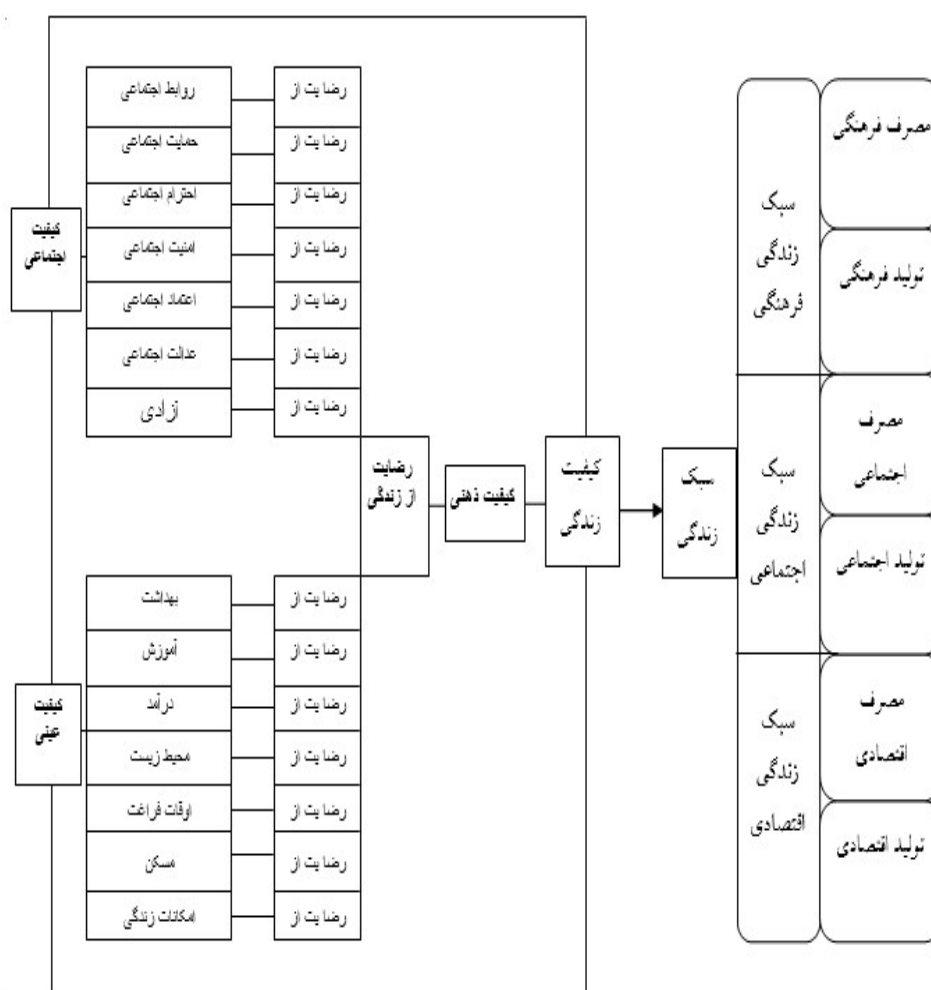 روابط اجتماعی
رضایت از
حمایت اجتماعی
رضایت از
احترام اجتماعی
رضایت از
امنیت اجتماعی
رضایت از
اعتماد اجتماعی
رضایت از
عدالت اجتماعی
رضایت از
آزادی
رضایت از
کیفیت
اجتماعی
رضایت
از زندگی
کیفیت ذهنی
کیفیت
زندگی
سبک
زندگی
بهداشت
رضایت از
آموزش
رضایت از
درآمد
رضایت از
محیط زیست
رضایت از
اوقات فراغت
رضایت از
مسکن
رضایت از
امکانات زندگی
رضایت از
کیفیت
عینی
سبک
زندگی
فرهنگی
مصرف فرهنگی
تولید فرهنگی
سبک
زندگی
اجتماعی
مصرف
اجتماعی
تولید اجتماعی
سبک
زندگی
اقتصادی
مصرف
اقتصادی
تولید اقتصادی